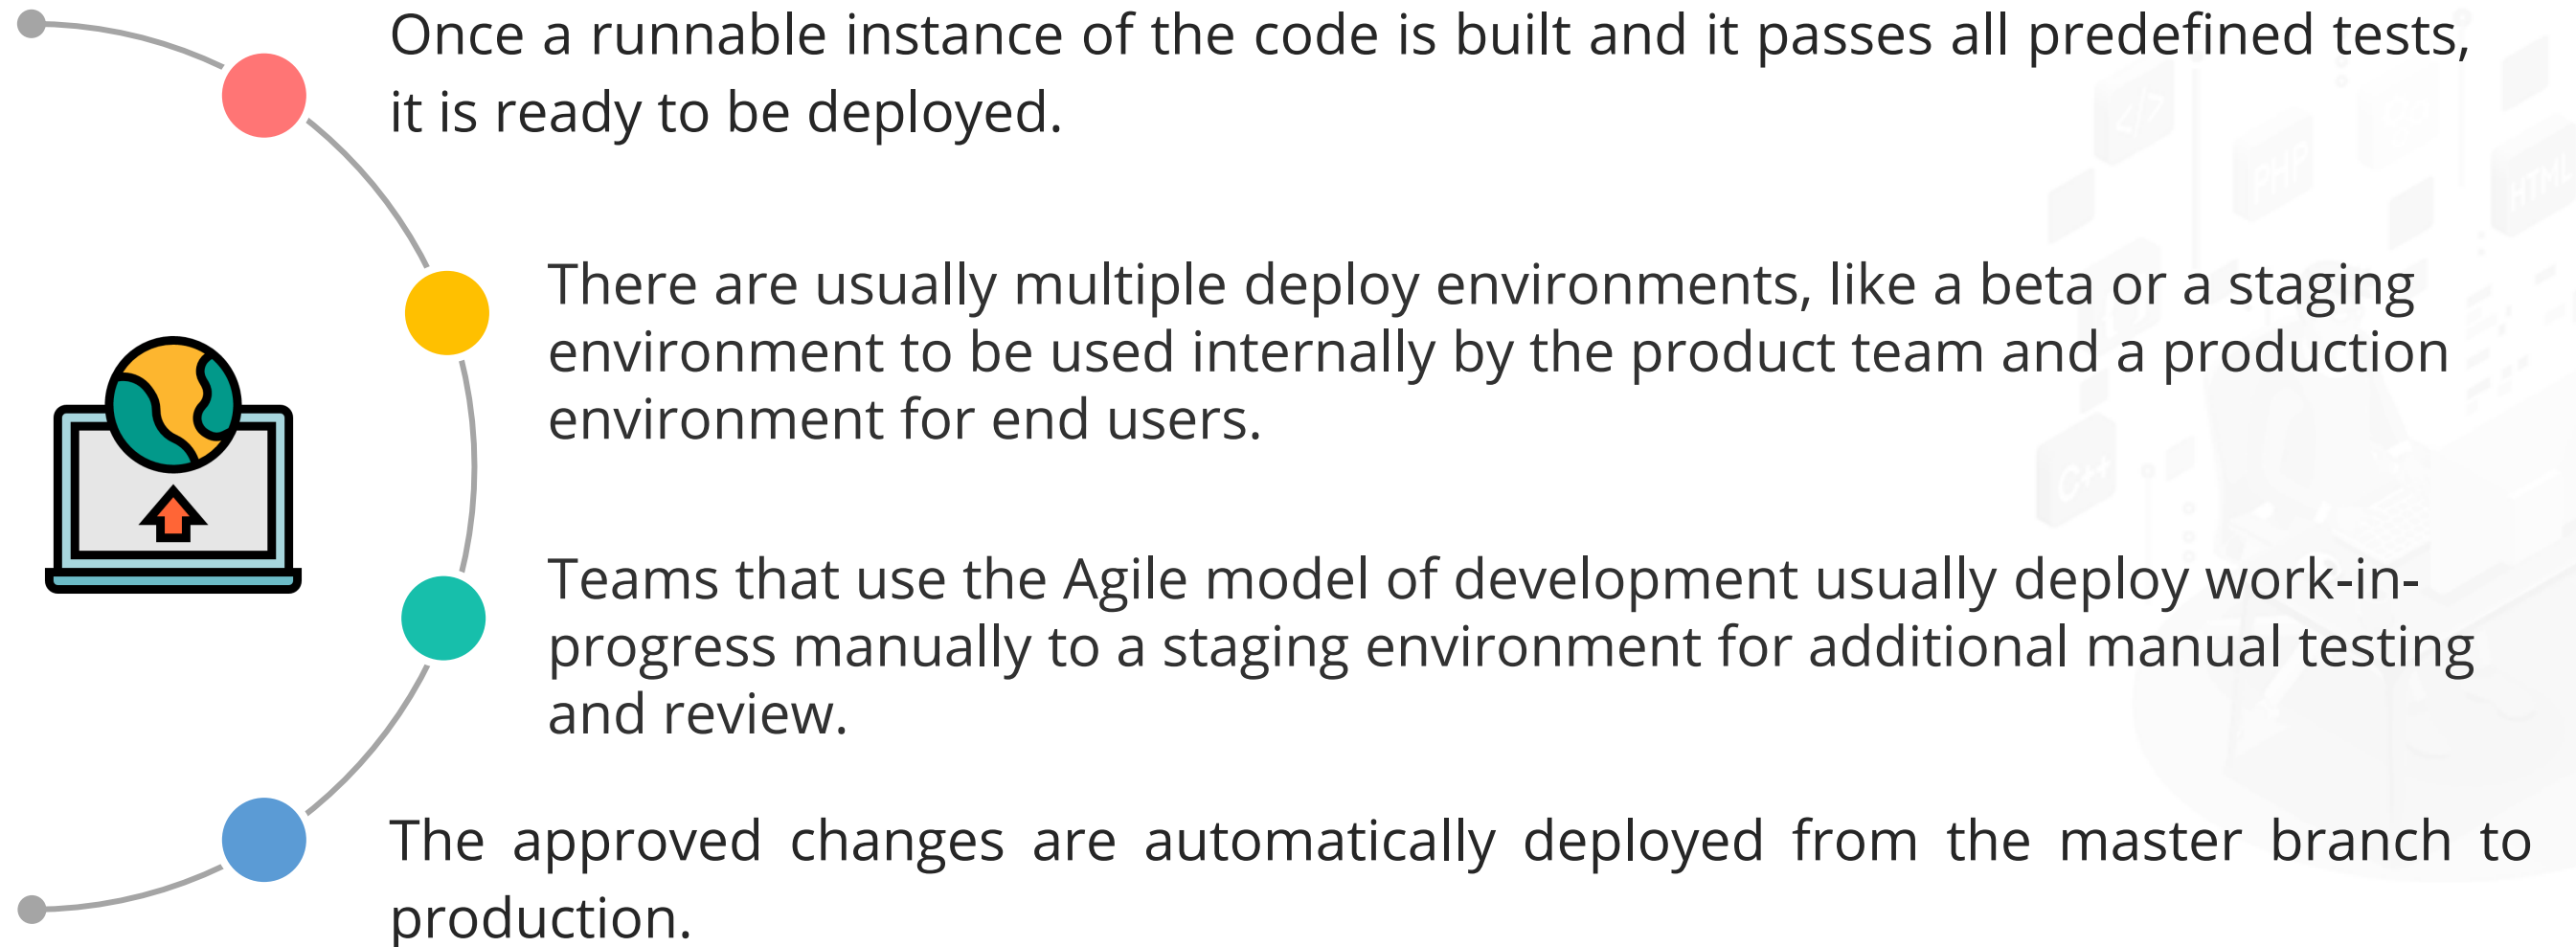 Once a runnable instance of the code is built and it passes all predefined tests,
it is ready to be deployed.
There are usually multiple deploy environments, like a beta or a staging
environment to be used internally by the product team and a production
environment for end users.
Teams that use the Agile model of development usually deploy work-in-
progress manually to a staging environment for additional manual testing
and review.
The approved changes are automatically deployed from the master branch to
production.
</>
PHP
HTML
C++